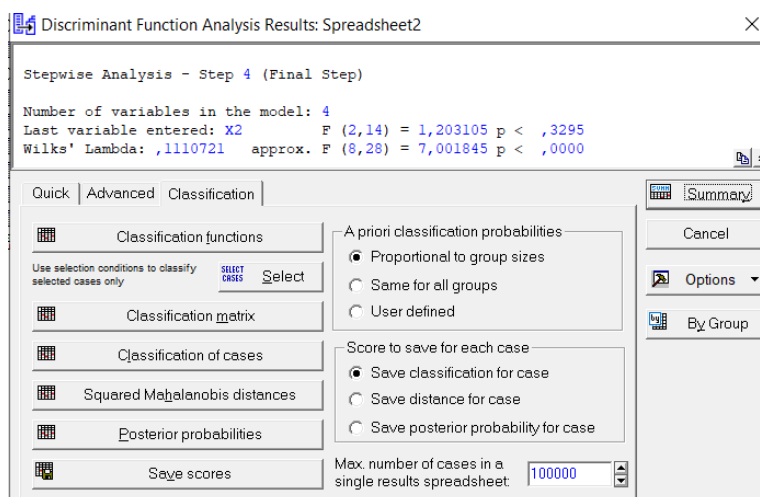 Discriminant Function Analysis Results: Spreadsheet2
Stepwise Analysis - Step 4 (Final Step)
Number of variables in the model: 4
Last variable entered: X2 F (2,14) = 1,203105 p < ,3295
Wilks' Lambda: ,1110721 approx. F (8,28) = 7,001845 p < ,0000
Quick Advanced Classification
Classification functions
Use selection conditions to classify
selected cases only
SELECT
CASES
Select
Classification matrix
Classification of cases
Squared Mahalanobis distances
Posterior probabilities
Save scores
A priori classification probabilities
Proportional to group sizes
Same for all groups
User defined
Score to save for each case
Save classification for case
Save distance for case
Save posterior probability for case
Max. number of cases in a
single results spreadsheet: 100000
Summary
Cancel
Options
By Group